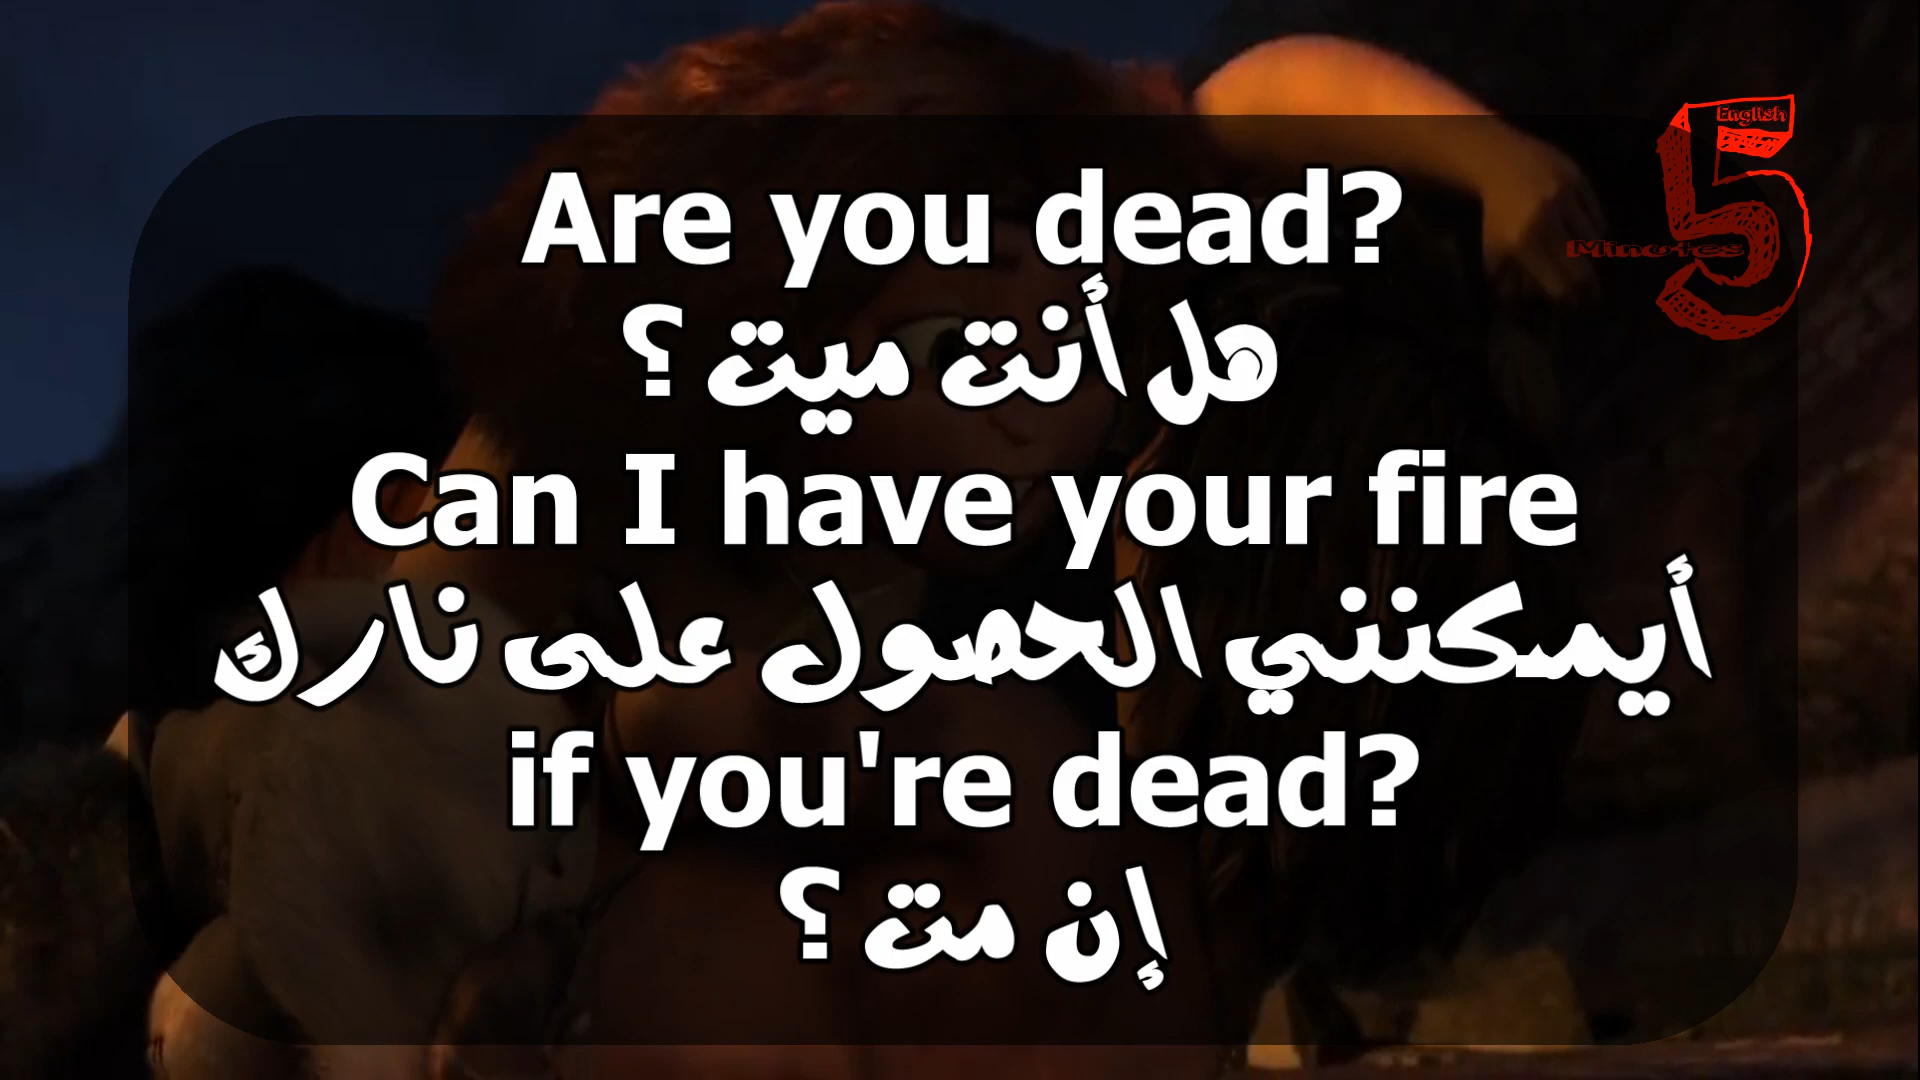 English
5
Minutes
Are you dead?
هل أنت ميت ؟
Can I have your fire
أيمكنني الحصول على نارك
if you're dead?
إن مت ؟